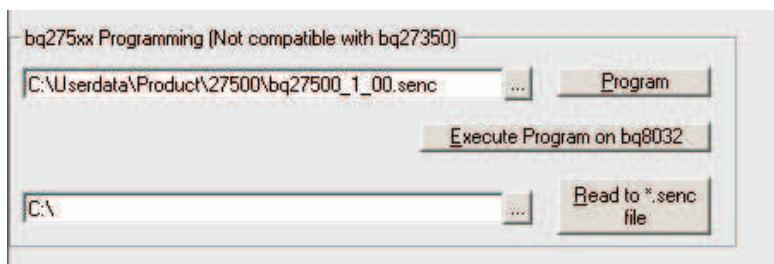 bq275xx Programming (Not compatible with bq27350)
C:\Userdata\Product\27500\bq27500_1_00.senc ... Program
Execute Program on bq8032
C:\ ... Read to *.senc
file